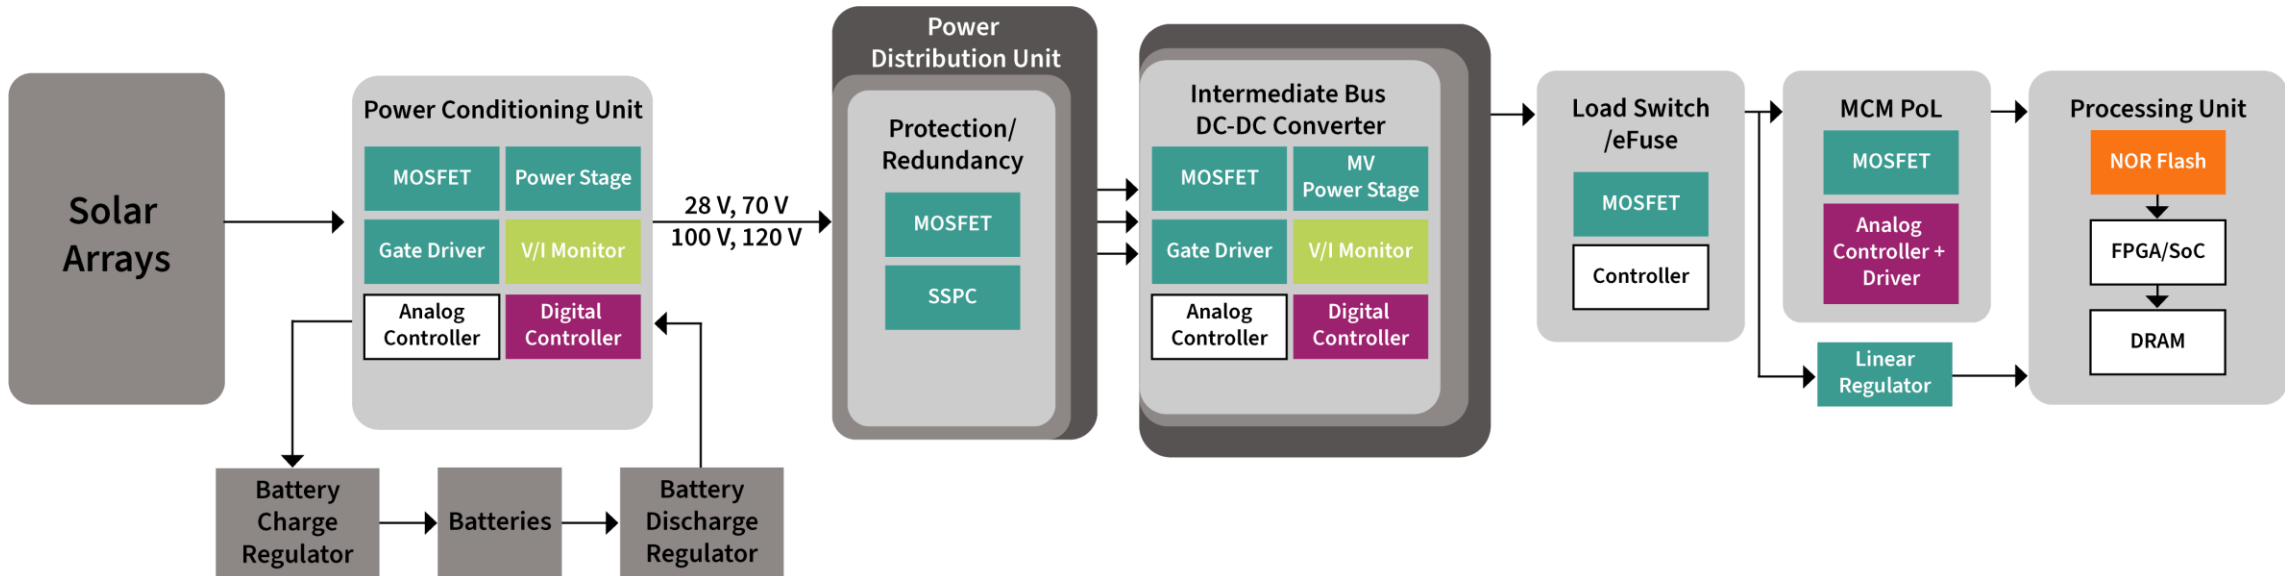 Solar
Arrays
Power Conditioning Unit
MOSFET
Power Stage
Gate Driver
V/I Monitor
Analog
Controller
Digital
Controller
Battery
Charge
Regulator
Batteries
Battery
Discharge
Regulator
28 V, 70 V
100 V, 120 V
Power
Distribution Unit
Protection/
Redundancy
MOSFET
SSPC
Intermediate Bus
DC-DC Converter
MOSFET
MV
Power Stage
Gate Driver
V/I Monitor
Analog
Controller
Digital
Controller
Load Switch
/eFuse
MOSFET
Controller
MCM PoL
MOSFET
Analog
Controller +
Driver
Linear
Regulator
Processing Unit
NOR Flash
FPGA/SoC
DRAM